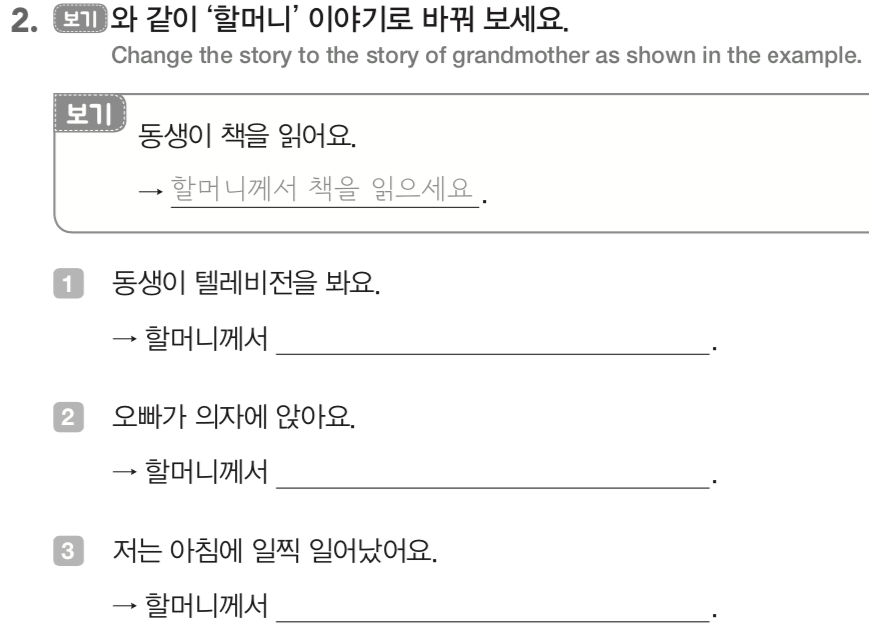 2. 보기와 같이 ‘할머니’ 이야기로 바꿔 보세요.
Change the story to the story of grandmother as shown in the example.
보기
동생이 책을 읽어요.
→ 할머니께서 책을 읽으세요.
1 동생이 텔레비전을 봐요.
→ 할머니께서 ____________.
2 오빠가 의자에 앉아요.
→ 할머니께서 ____________.
3 저는 아침에 일찍 일어났어요.
→ 할머니께서 ____________.